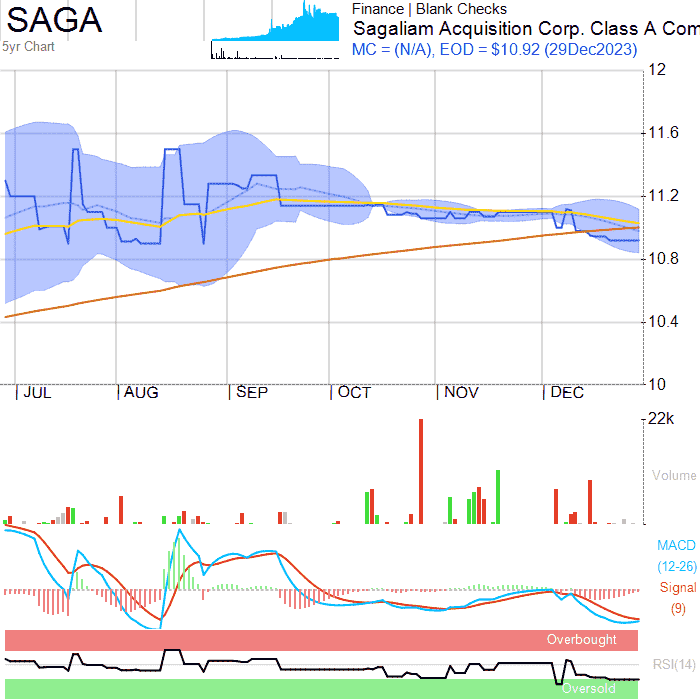 SAGA
5yr Chart
Finance | Blank Checks
Sagaliam Acquisition Corp. Class A Com
MC = (N/A), EOD = $10.92 (29Dec2023)
12
11.6
11.2
10.8
10.4
10
JUL AUG SEP OCT NOV DEC
22k
Volume
MACD
(12-26)
Signal
(9)
Overbought
RSI(14)
Oversold